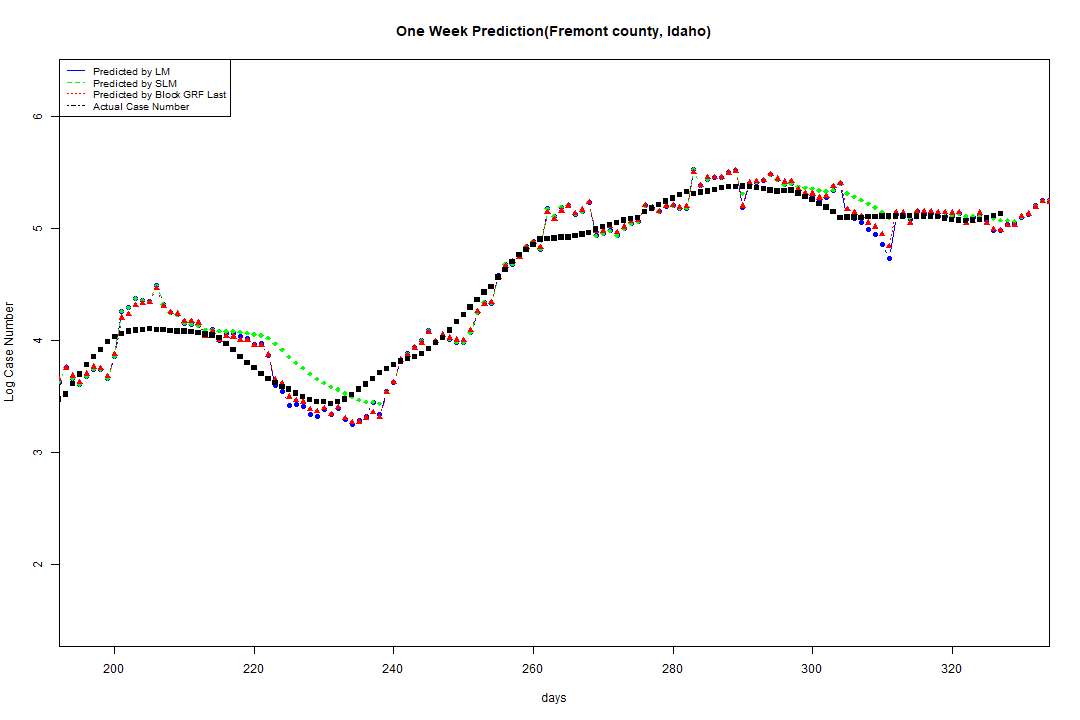 One Week Prediction(Fremont county, Idaho)
Predicted by LM
Predicted by SLM
Predicted by Block GRF Last
Actual Case Number
Log Case Number
6
5
4
3
2
200 220 240 260 280 300 320
days